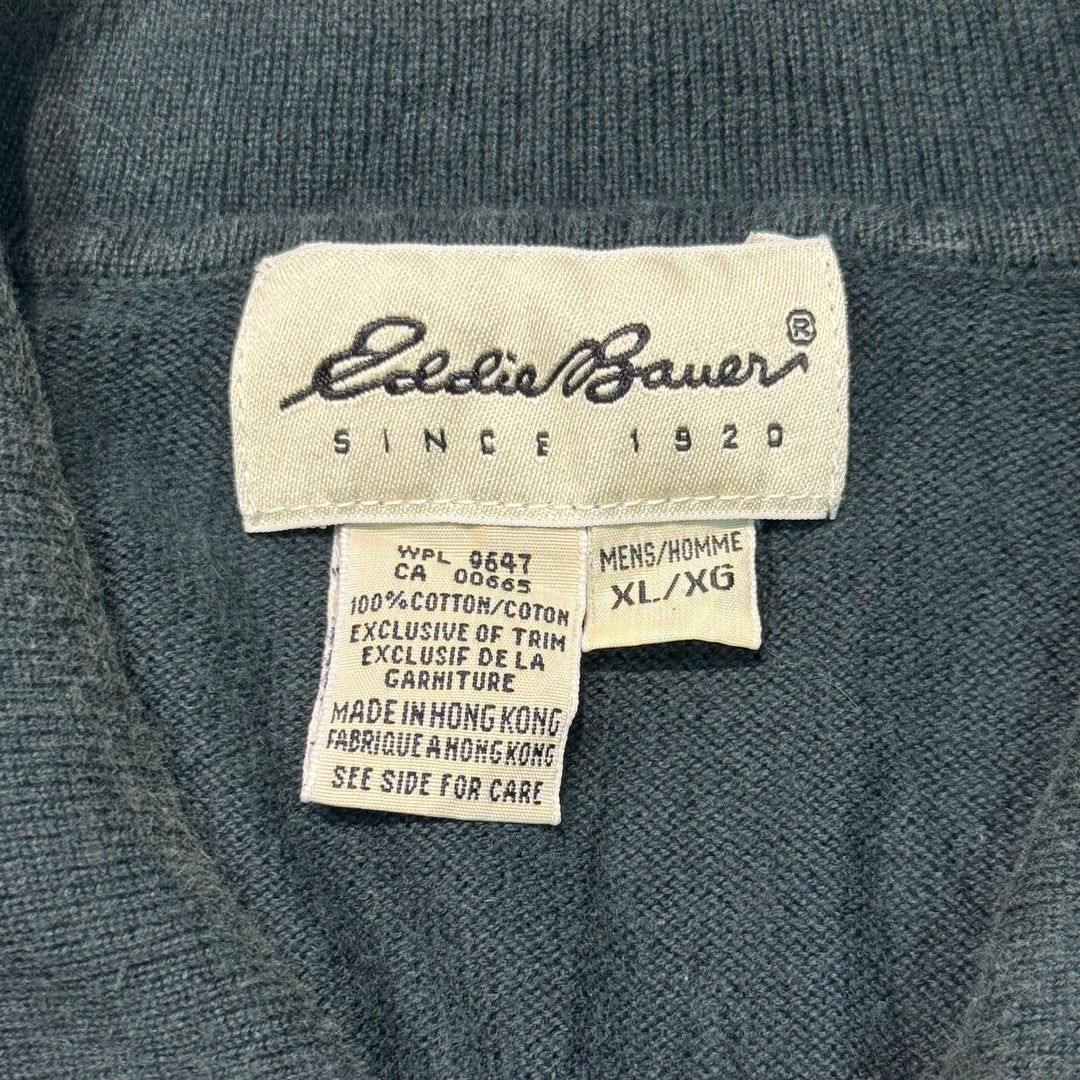 Eddie Bauer ®
SINCE 1920
WPL 9647
CA 00665
100% COTTON/COTON
EXCLUSIVE OF TRIM
EXCLUSIF DE LA
GARNITURE
MADE IN HONG KONG
FABRIQUE A HONG KONG
SEE SIDE FOR CARE
MENS/HOMME
XL/XG